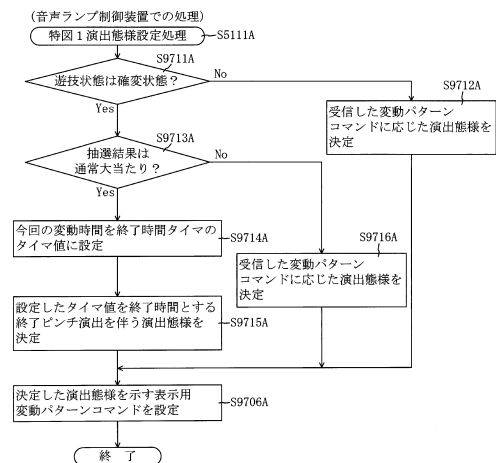 (音声ランプ制御装置での処理)
特図1演出態様設定処理
S5111A
S9711A
遊技状態は確変状態?
No
Yes
S9712A
受信した変動パターン
コマンドに応じた演出態様を
決定
S9713A
抽選結果は
通常大当たり?
No
Yes
今回の変動時間を終了時間タイマの
タイマ値に設定
S9714A
S9716A
受信した変動パターン
コマンドに応じた演出態様を
決定
設定したタイマ値を終了時間とする
終了ピンチ演出を伴う演出態様を
決定
S9715A
決定した演出態様を示す表示用
変動パターンコマンドを設定
S9706A
終 了